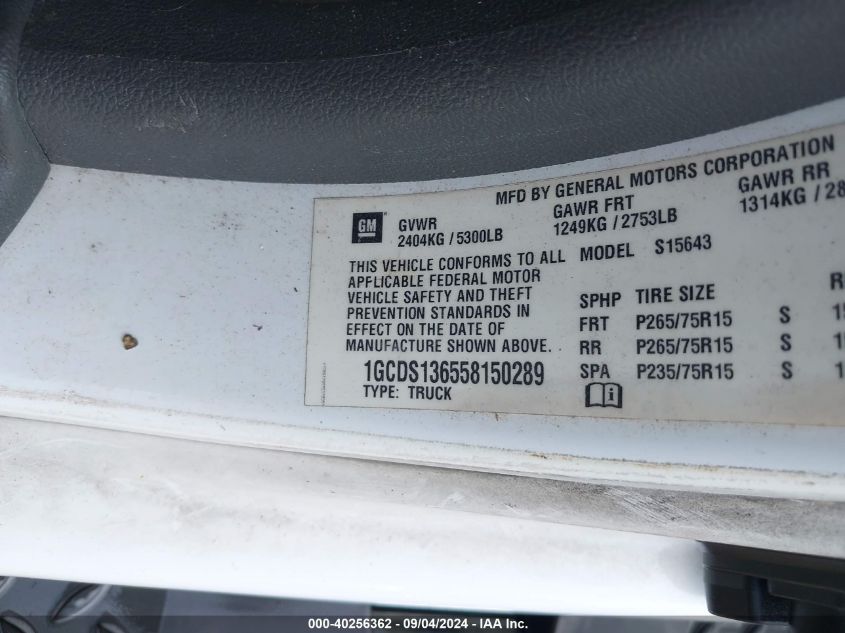 MFD BY GENERAL MOTORS CORPORATION
GM
GVWR GAWR FRT GAWR RR
2404KG / 5300LB 1249KG / 2753LB 1314KG / 28
THIS VEHICLE CONFORMS TO ALL
APPLICABLE FEDERAL MOTOR
VEHICLE SAFETY AND THEFT
PREVENTION STANDARDS IN
EFFECT ON THE DATE OF
MANUFACTURE SHOWN ABOVE.
MODEL S15643
SPHP TIRE SIZE
FRT P265/75R15 S
RR P265/75R15 S
SPA P235/75R15 S
1GCDS136558150289
TYPE: TRUCK
000-40256362 - 09/04/2024 -